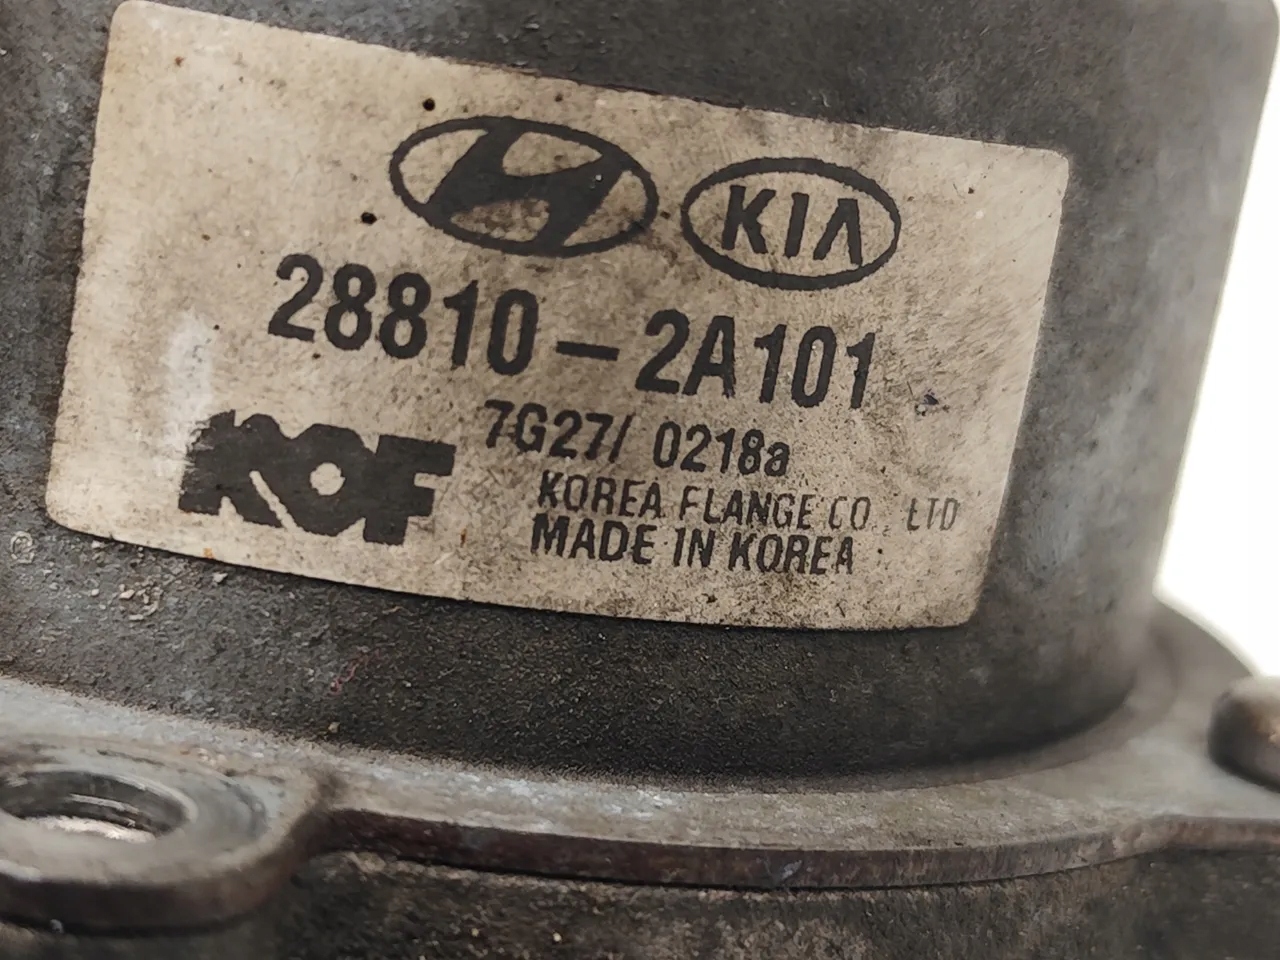 KIA
28810-2A101
7G27/ 0218a
KOF
KOREA FLANGE CO LTD
MADE IN KOREA